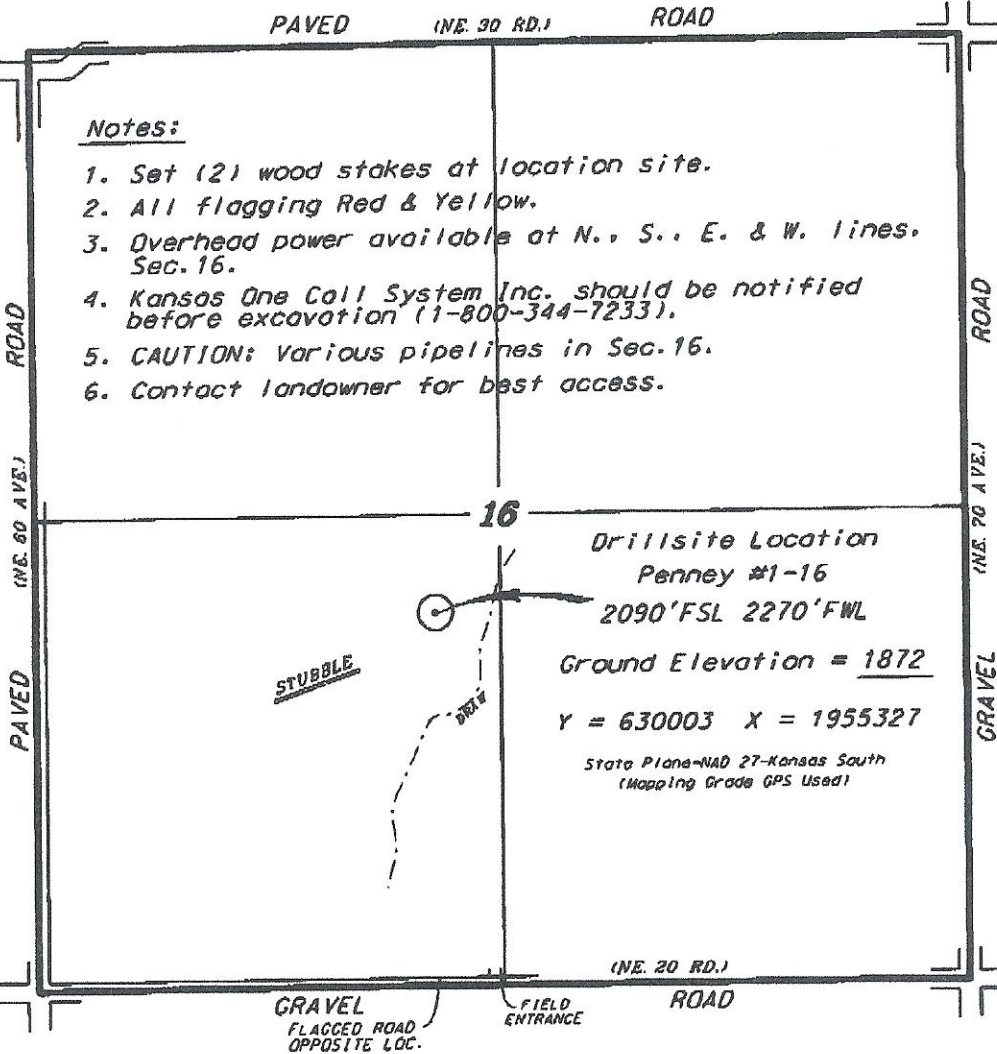 PAVED (NE. 30 RD.) ROAD
Notes:
1. Set (2) wood stakes at location site.
2. All flagging Red & Yellow.
3. Overhead power available at N., S., E. & W. lines,
Sec. 16.
4. Kansas One Call System Inc. should be notified
before excavation (1-800-344-7233).
5. CAUTION: Various pipelines in Sec. 16.
6. Contact landowner for best access.
ROAD
(NE. 60 AVE.)
PAVED
ROAD
(NE. 70 AVE.)
GRAVEL
16
Drillsite Location
Penney #1-16
2090'FSL 2270'FWL
Ground Elevation = 1872
Y = 630003 X = 1955327
State Plane-NAD 27-Kansas South
(Mapping Grade GPS Used)
STUBBLE
DRAW
(NE. 20 RD.)
GRAVEL ROAD
FLAGGED ROAD
OPPOSITE LOC.
FIELD
ENTRANCE